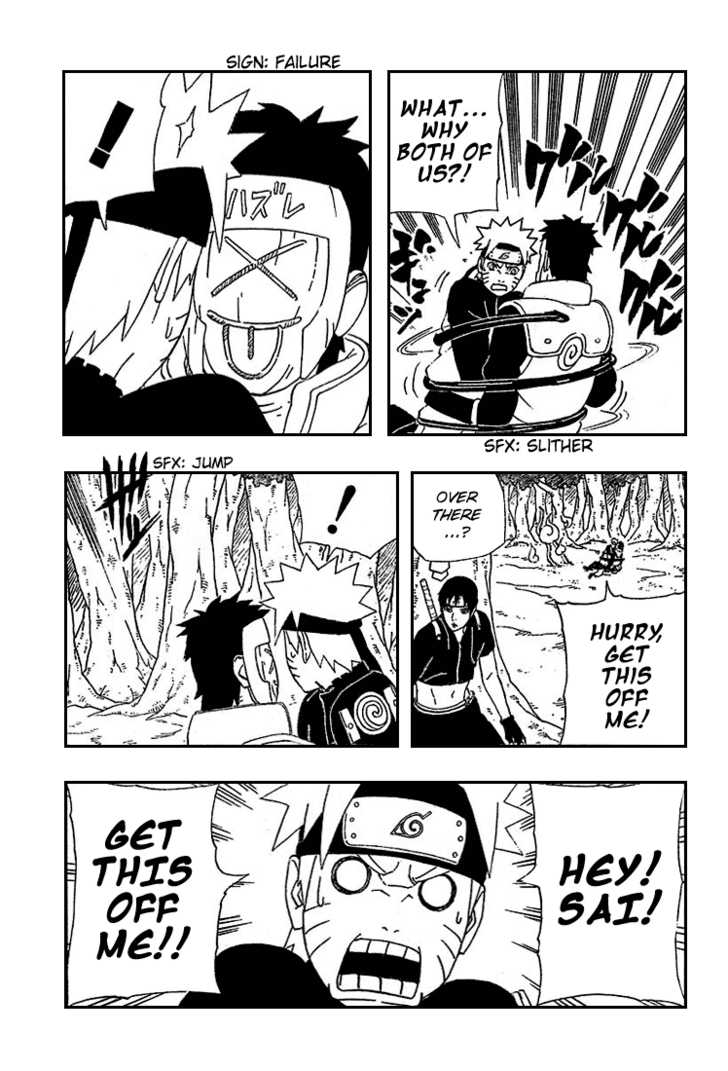 WHAT...
WHY
BOTH OF
US?!
SFX: SLITHER
SIGN: FAILURE
!
ハズレ
HURRY,
GET
THIS
OFF
ME!
OVER
THERE
...?
SFX: JUMP
!
HEY!
SAI!
GET
THIS
OFF
ME!!